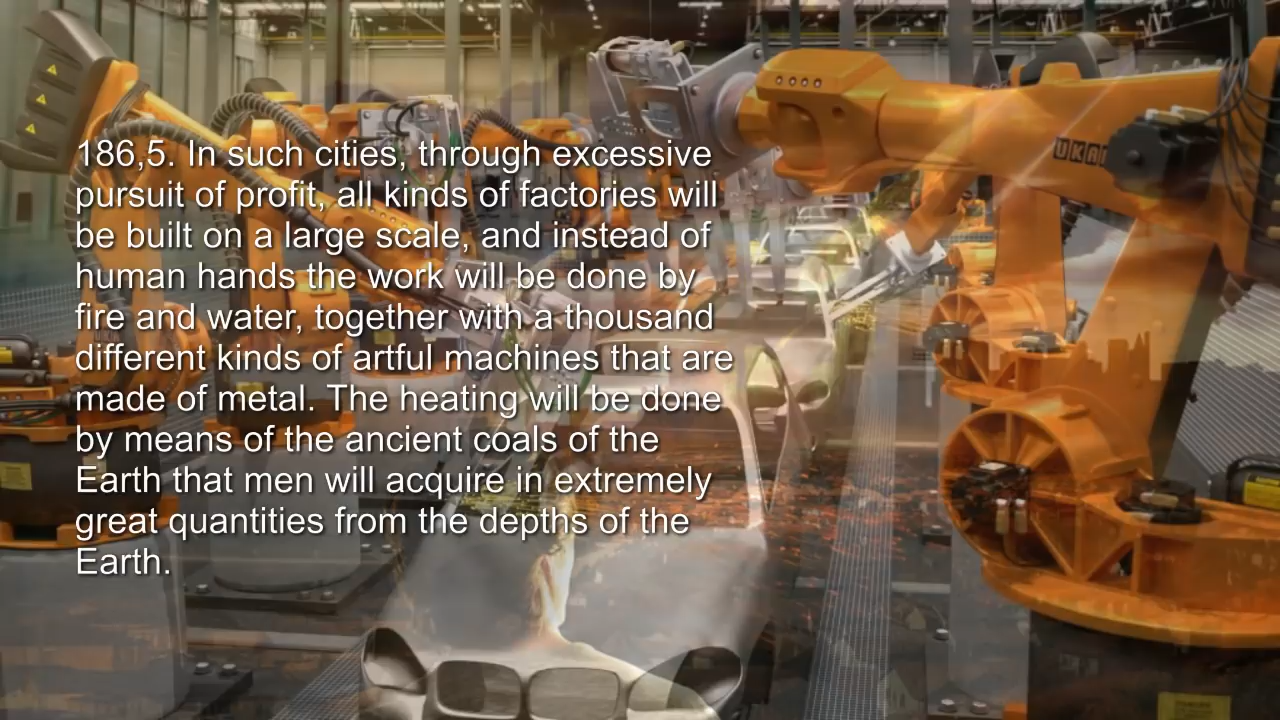 186,5. In such cities, through excessive
pursuit of profit, all kinds of factories will
be built on a large scale, and instead of
human hands the work will be done by
fire and water, together with a thousand
different kinds of artful machines that are
made of metal. The heating will be done
by means of the ancient coals of the
Earth that men will acquire in extremely
great quantities from the depths of the
Earth.